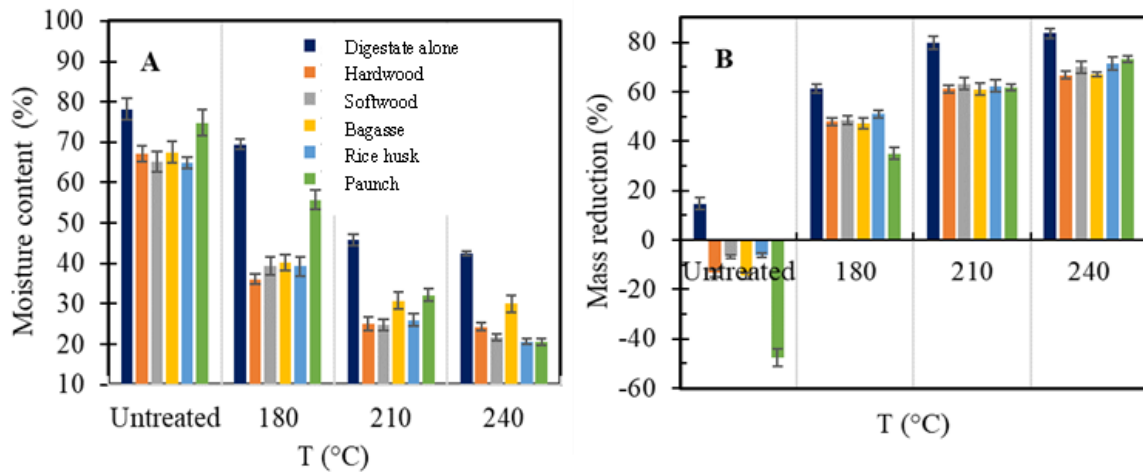 Moisture content (%)
100
90
80
70
60
50
40
30
20
10
A
Digestate alone
Hardwood
Softwood
Bagasse
Rice husk
Paunch
Untreated 180 210 240
T (°C)
Mass reduction (%)
80
60
40
20
0
-20
-40
-60
B
Untreated 180 210 240
T (°C)